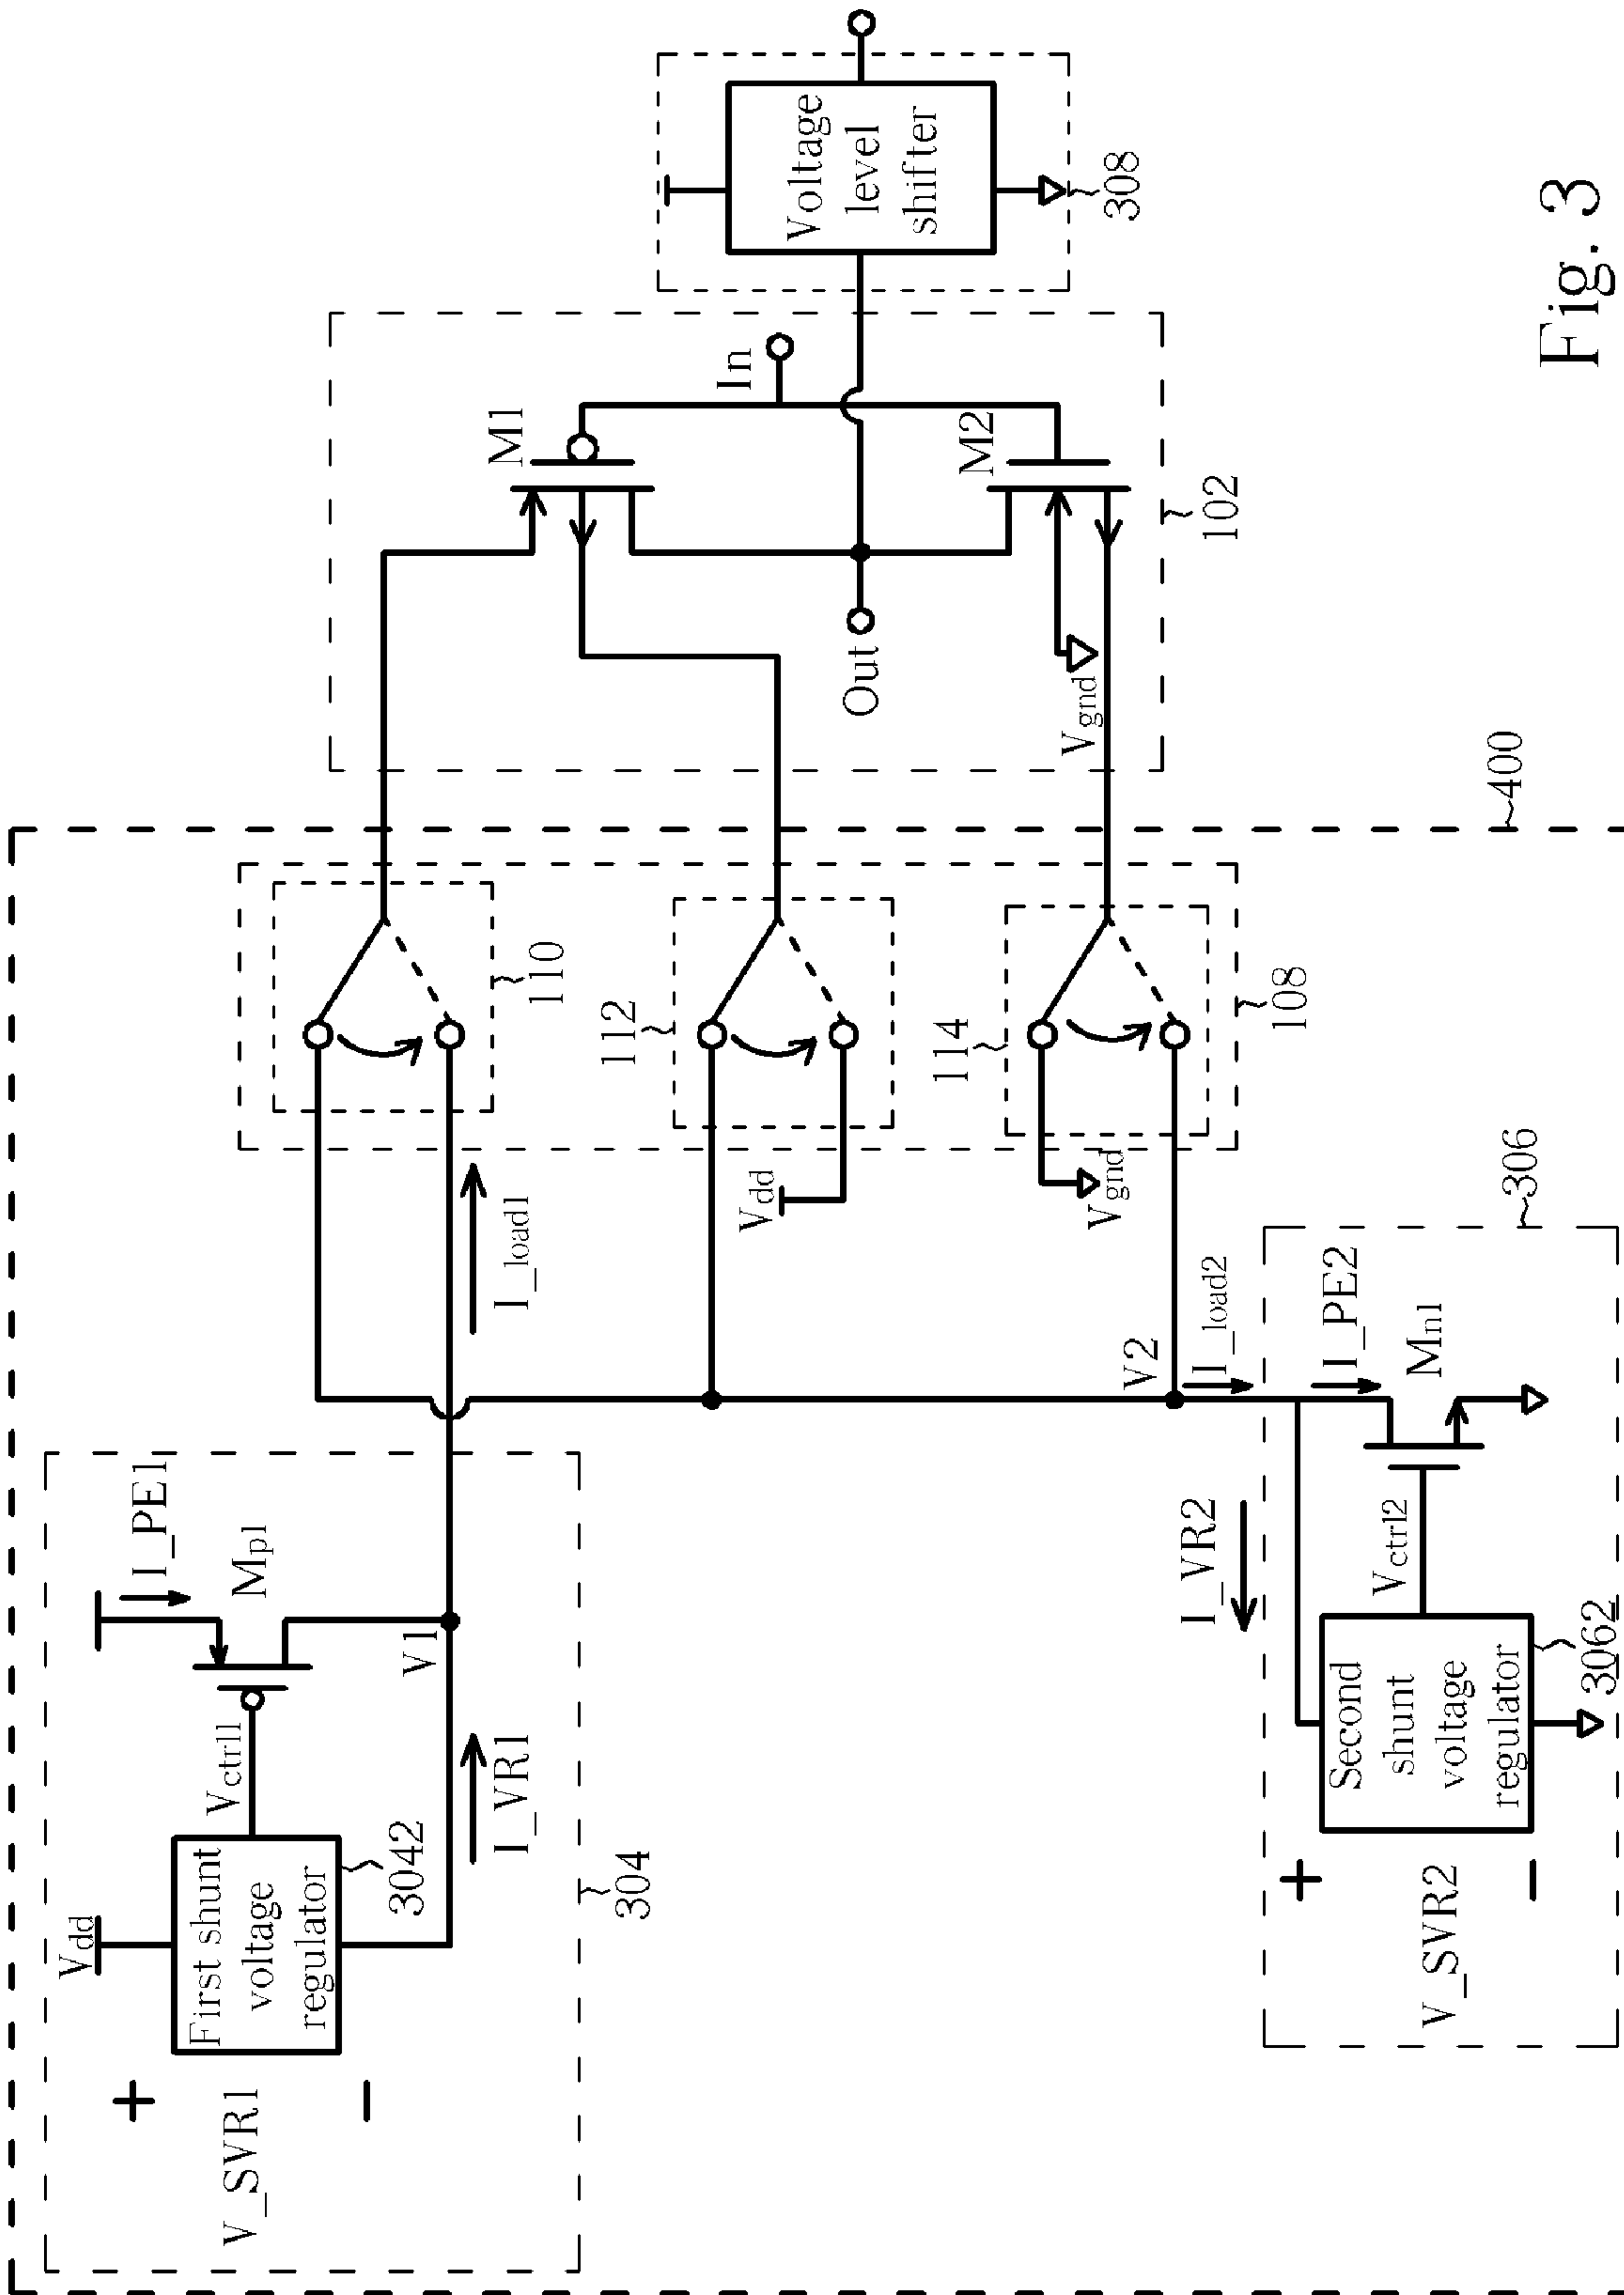 Vdd
First shunt
voltage
regulator
3042
Vctrl1
I_PE1
Mp1
V1
I_VR1
+
V_SVR1
−
304
I_load1
110
112
Vdd
114
Vgnd
108
V2
I_load2
I_VR2
I_PE2
Mn1
Vctrl2
Second
shunt
voltage
regulator
3062
+
V_SVR2
−
306
400
M1
In
Out
M2
Vgnd
102
Voltage
level
shifter
308
Fig. 3